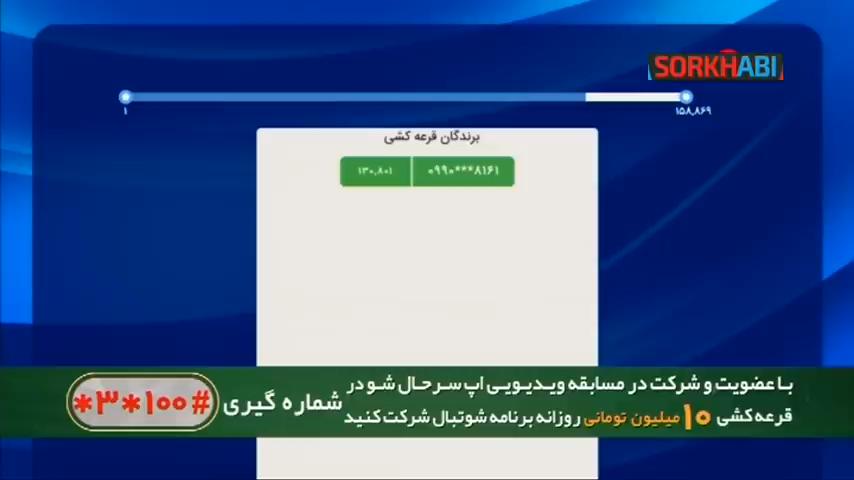 SORKHABI
۱
۱۵۸,۸۶۹
برندگان قرعه کشی
۱۳۰,۸۰۱
۰۹۹۰***۸۱۶۱
با عضویت و شرکت در مسابقه ویدیویی اپ سرحال شو در
قرعه کشی ۱۰ میلیون تومانی روزانه برنامه شوتبال شرکت کنید
شماره گیری
*۳*۱۰۰#